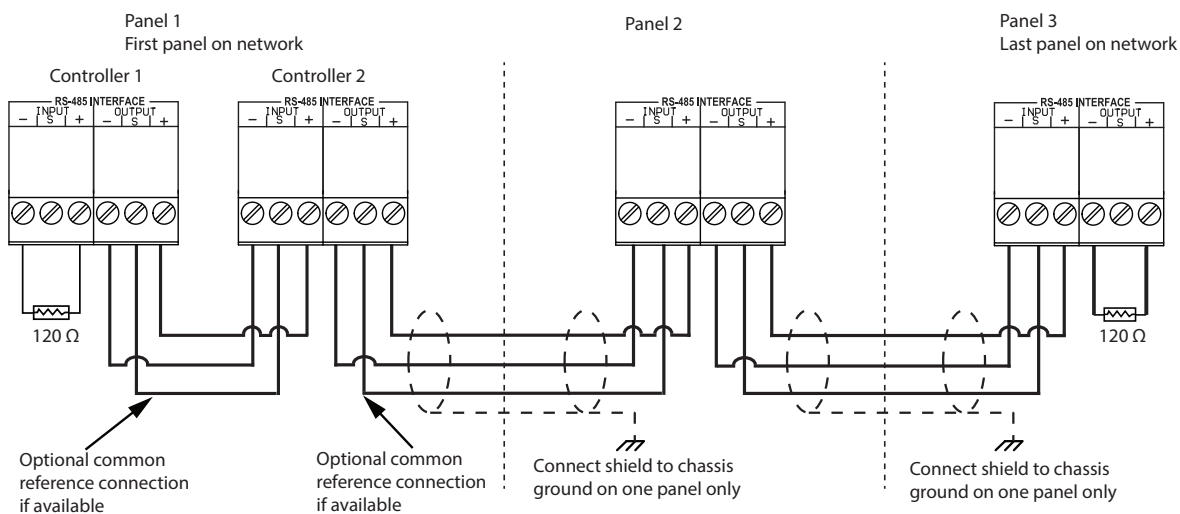 Panel 1
First panel on network
Panel 2
Panel 3
Last panel on network
Controller 1
Controller 2
RS-485 INTERFACE
INPUT OUTPUT
− S + − S +
RS-485 INTERFACE
INPUT OUTPUT
− S + − S +
RS-485 INTERFACE
INPUT OUTPUT
− S + − S +
RS-485 INTERFACE
INPUT OUTPUT
− S + − S +
120 Ω
120 Ω
Optional common
reference connection
if available
Optional common
reference connection
if available
Connect shield to chassis
ground on one panel only
Connect shield to chassis
ground on one panel only